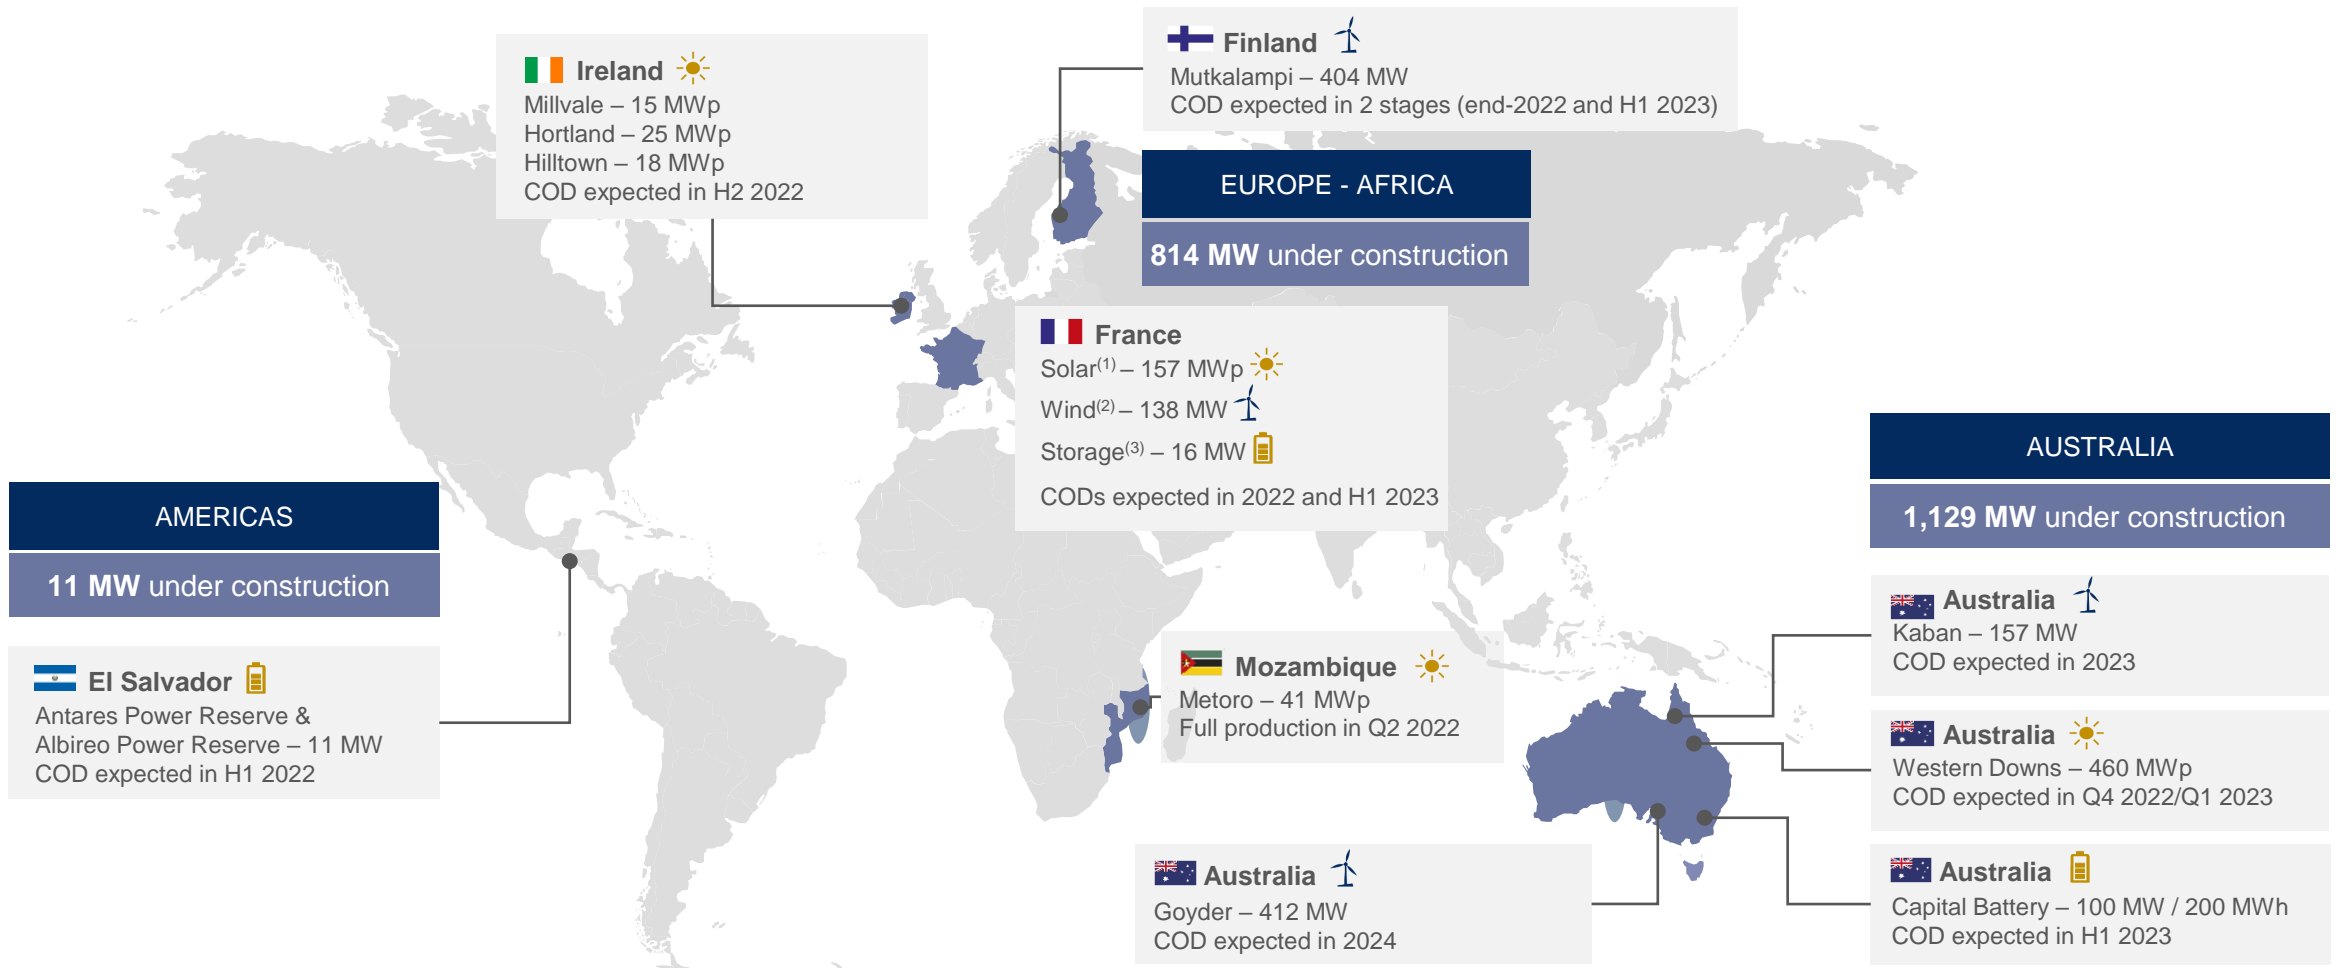 Ireland
Millvale – 15 MWp
Hortland – 25 MWp
Hilltown – 18 MWp
COD expected in H2 2022
Finland
Mutkalampi – 404 MW
COD expected in 2 stages (end-2022 and H1 2023)
EUROPE - AFRICA
814 MW under construction
France
Solar(1) – 157 MWp
Wind(2) – 138 MW
Storage(3) – 16 MW
CODs expected in 2022 and H1 2023
AMERICAS
11 MW under construction
El Salvador
Antares Power Reserve &
Albireo Power Reserve – 11 MW
COD expected in H1 2022
Mozambique
Metoro – 41 MWp
Full production in Q2 2022
AUSTRALIA
1,129 MW under construction
Australia
Kaban – 157 MW
COD expected in 2023
Australia
Western Downs – 460 MWp
COD expected in Q4 2022/Q1 2023
Australia
Goyder – 412 MW
COD expected in 2024
Australia
Capital Battery – 100 MW / 200 MWh
COD expected in H1 2023